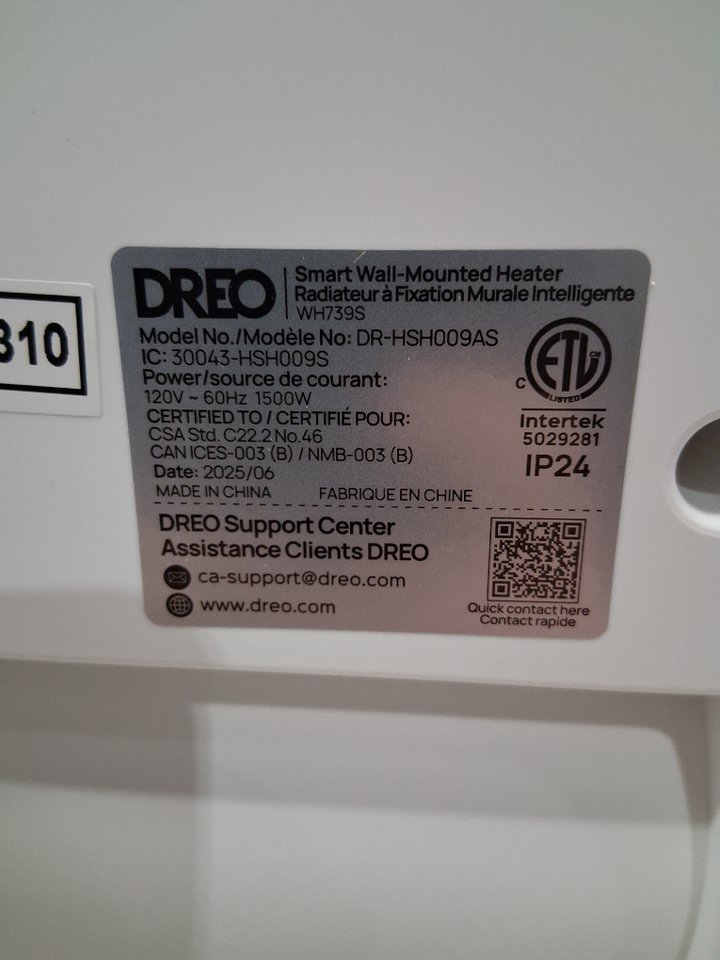 310
DREO
Smart Wall-Mounted Heater
Radiateur à Fixation Murale Intelligente
WH739S
Model No./Modèle No: DR-HSH009AS
IC: 30043-HSH009S
Power/source de courant:
120V ~ 60Hz 1500W
CERTIFIED TO / CERTIFIÉ POUR:
CSA Std. C22.2 No.46
CAN ICES-003 (B) / NMB-003 (B)
Date: 2025/06
MADE IN CHINA FABRIQUE EN CHINE
C ETL CM
LISTED
Intertek
5029281
IP24
DREO Support Center
Assistance Clients DREO
ca-support@dreo.com
www.dreo.com
Quick contact here
Contact rapide